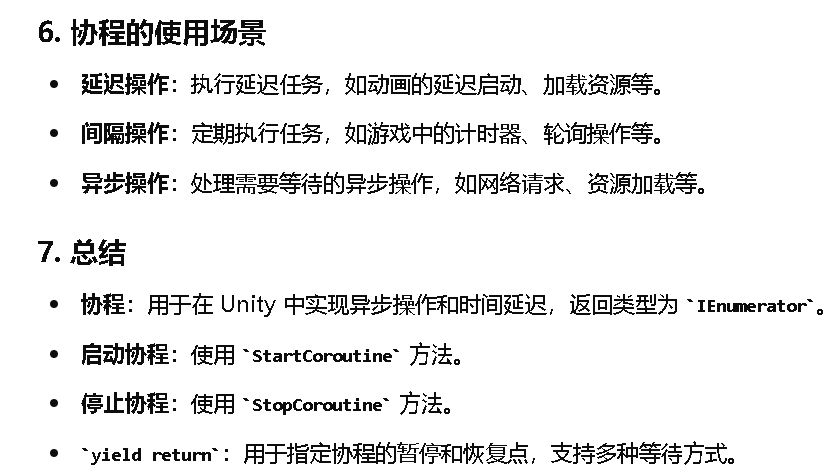 6. 协程的使用场景
• 延迟操作：执行延迟任务，如动画的延迟启动、加载资源等。
• 间隔操作：定期执行任务，如游戏中的计时器、轮询操作等。
• 异步操作：处理需要等待的异步操作，如网络请求、资源加载等。
7. 总结
• 协程：用于在 Unity 中实现异步操作和时间延迟，返回类型为 `IEnumerator`。
• 启动协程：使用 `StartCoroutine` 方法。
• 停止协程：使用 `StopCoroutine` 方法。
• `yield return`：用于指定协程的暂停和恢复点，支持多种等待方式。